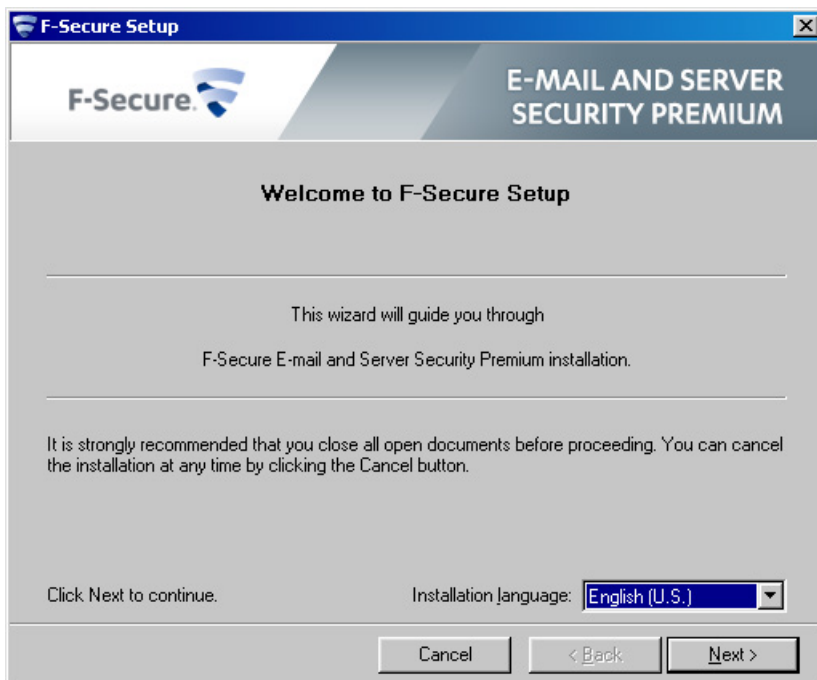 F-Secure Setup
F-Secure.
E-MAIL AND SERVER
SECURITY PREMIUM
Welcome to F-Secure Setup
This wizard will guide you through
F-Secure E-mail and Server Security Premium installation.
It is strongly recommended that you close all open documents before proceeding. You can cancel
the installation at any time by clicking the Cancel button.
Click Next to continue.
Installation language: English (U.S.)
Cancel < Back Next >